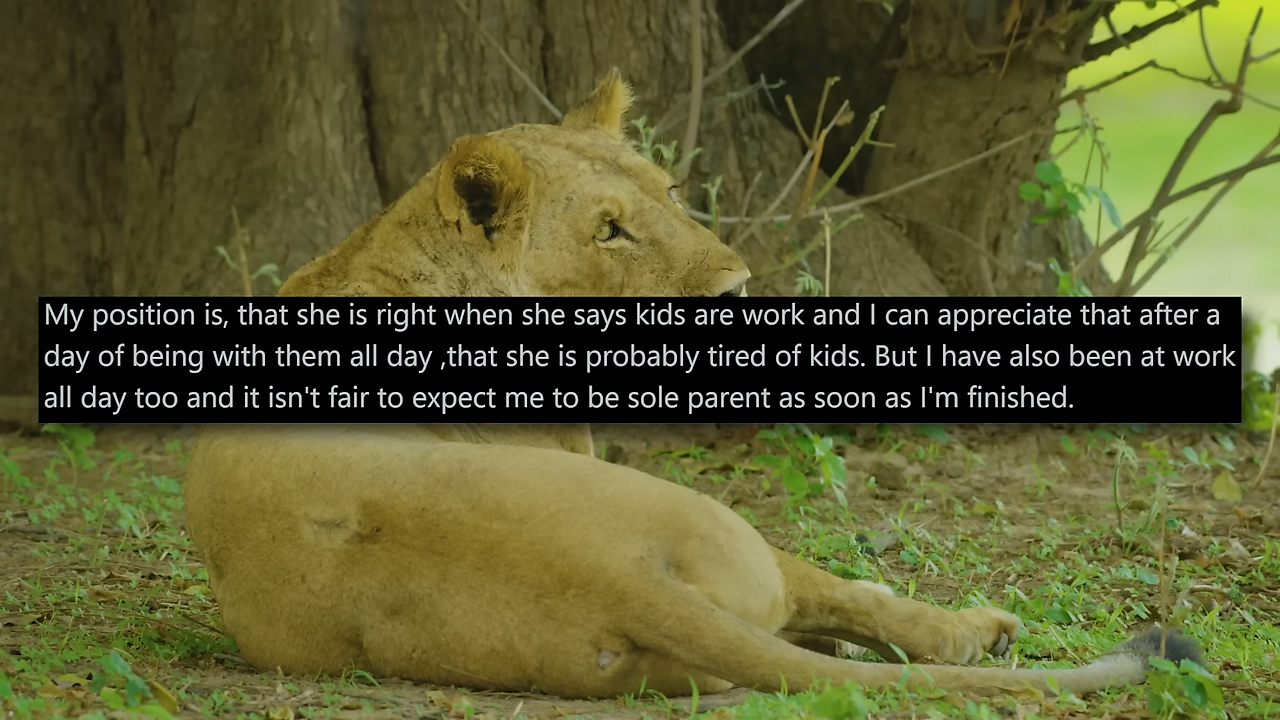 My position is, that she is right when she says kids are work and I can appreciate that after a
day of being with them all day ,that she is probably tired of kids. But I have also been at work
all day too and it isn't fair to expect me to be sole parent as soon as I'm finished.